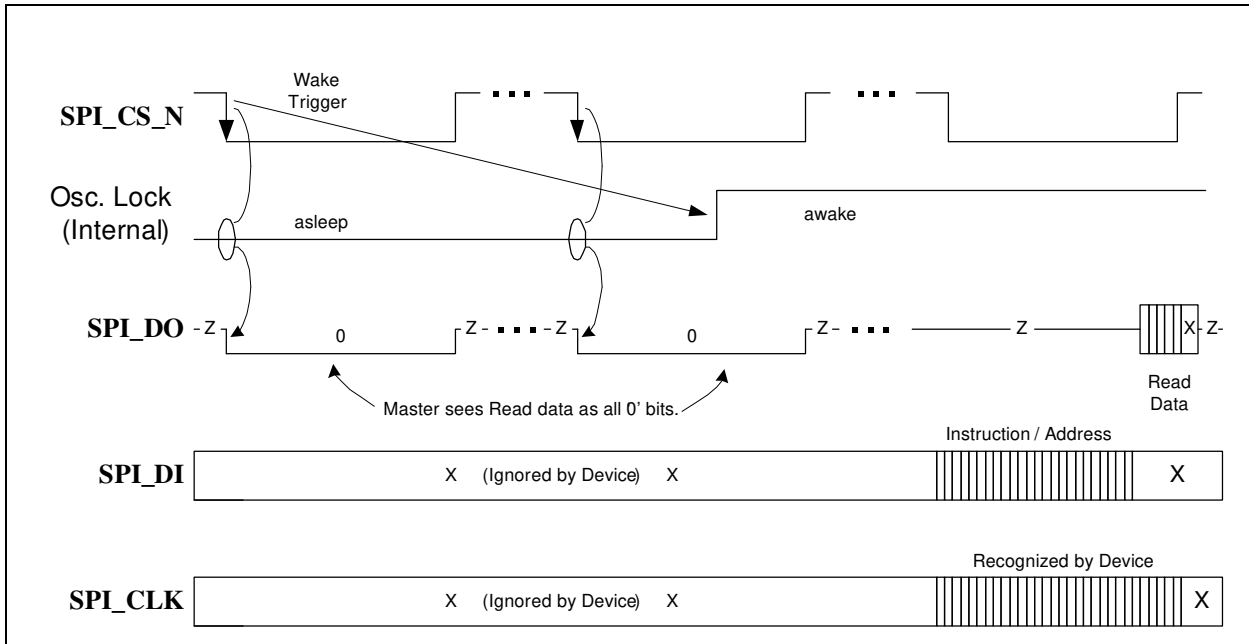 Wake
Trigger
SPI_CS_N
Osc. Lock
(Internal)
asleep
awake
SPI_DO
Z
0
Z
Z
0
Z
Z
X
Z
Master sees Read data as all 0' bits.
Read
Data
Instruction / Address
SPI_DI
X (Ignored by Device) X
X
Recognized by Device
SPI_CLK
X (Ignored by Device) X
X